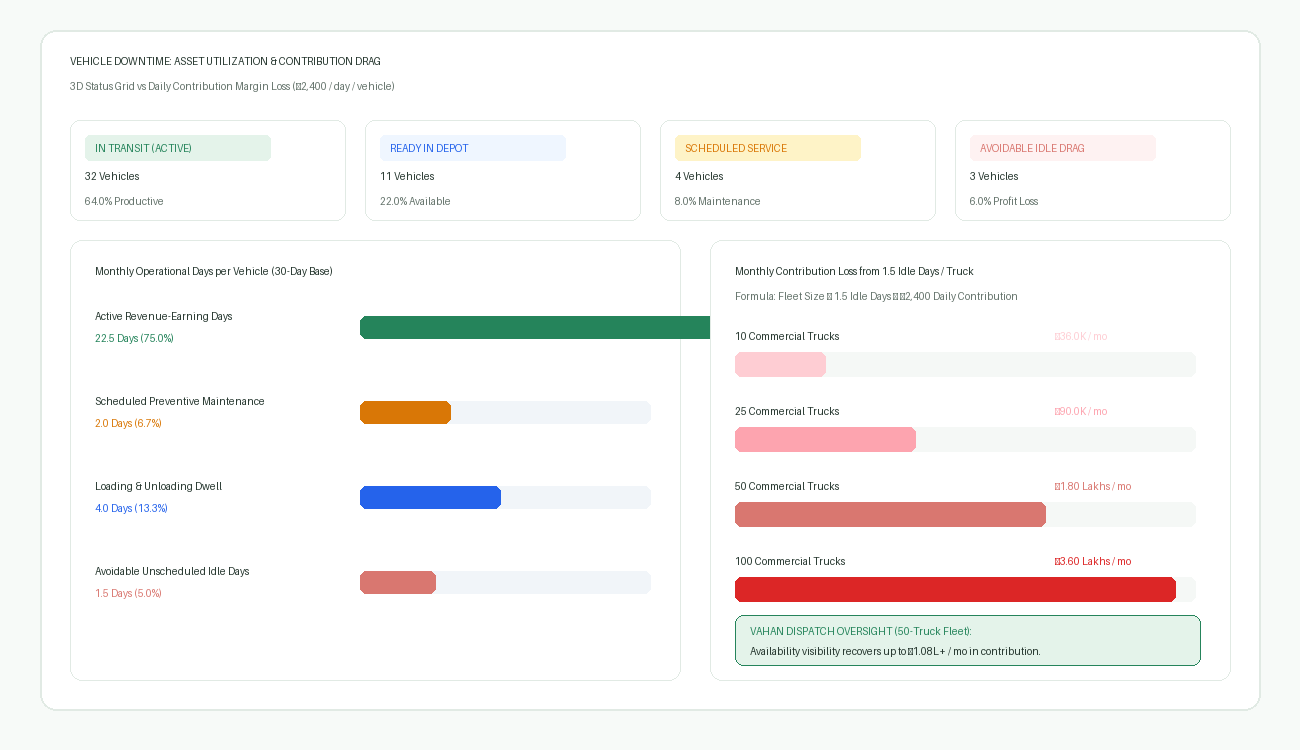 VEHICLE DOWNTIME: ASSET UTILIZATION & CONTRIBUTION DRAG
3D Status Grid vs Daily Contribution Margin Loss (□2,400 / day / vehicle)
IN TRANSIT (ACTIVE)
32 Vehicles
64.0% Productive
READY IN DEPOT
11 Vehicles
22.0% Available
SCHEDULED SERVICE
4 Vehicles
8.0% Maintenance
AVOIDABLE IDLE DRAG
3 Vehicles
6.0% Profit Loss
Monthly Operational Days per Vehicle (30-Day Base)
Active Revenue-Earning Days
22.5 Days (75.0%)
Scheduled Preventive Maintenance
2.0 Days (6.7%)
Loading & Unloading Dwell
4.0 Days (13.3%)
Avoidable Unscheduled Idle Days
1.5 Days (5.0%)
Monthly Contribution Loss from 1.5 Idle Days / Truck
Formula: Fleet Size □ 1.5 Idle Days □ □2,400 Daily Contribution
10 Commercial Trucks
□36.0K / mo
25 Commercial Trucks
□90.0K / mo
50 Commercial Trucks
□1.80 Lakhs / mo
100 Commercial Trucks
□3.60 Lakhs / mo
VAHAN DISPATCH OVERSIGHT (50-Truck Fleet):
Availability visibility recovers up to □1.08L+ / mo in contribution.